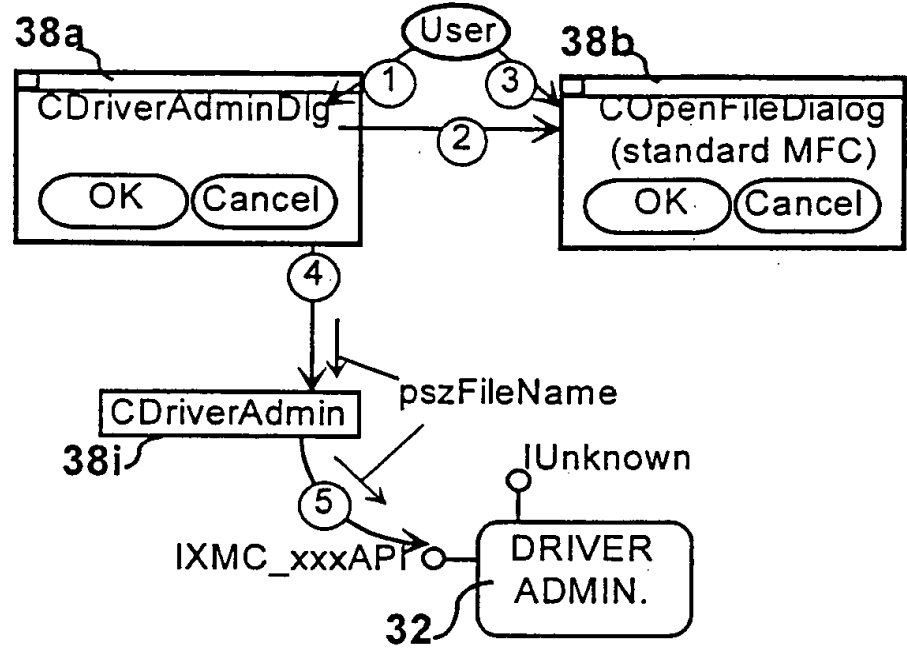 38a
User
38b
1
3
CDriverAdminDlg
COpenFileDialog
2
(standard MFC)
OK
Cancel
OK
Cancel
4
CDriverAdmin
pszFileName
38i
IUnknown
5
IXMC_xxxAPI
DRIVER
ADMIN.
32